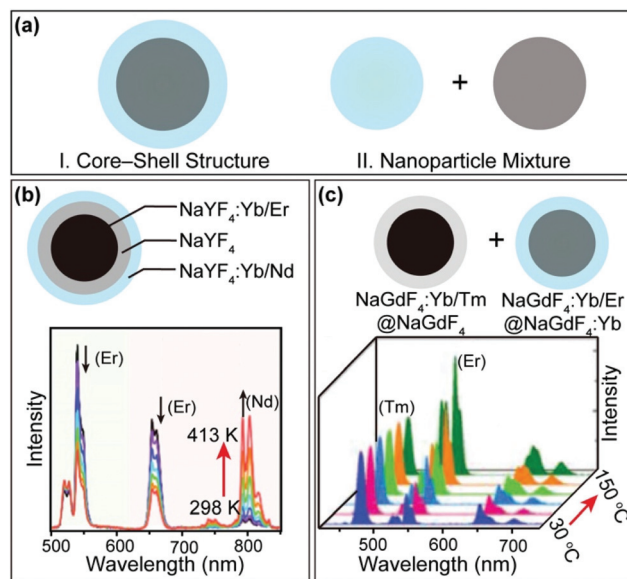 (a)
+
I. Core–Shell Structure
II. Nanoparticle Mixture
(b)
NaYF4:Yb/Er
NaYF4
NaYF4:Yb/Nd
(Er)
(Er)
(Nd)
413 K
298 K
Intensity
500 600 700 800
Wavelength (nm)
(c)
+
NaGdF4:Yb/Tm
@NaGdF4
NaGdF4:Yb/Er
@NaGdF4:Yb
(Er)
(Tm)
Intensity
Intensity
150 °C
30 °C
500 600 700
Wavelength (nm)